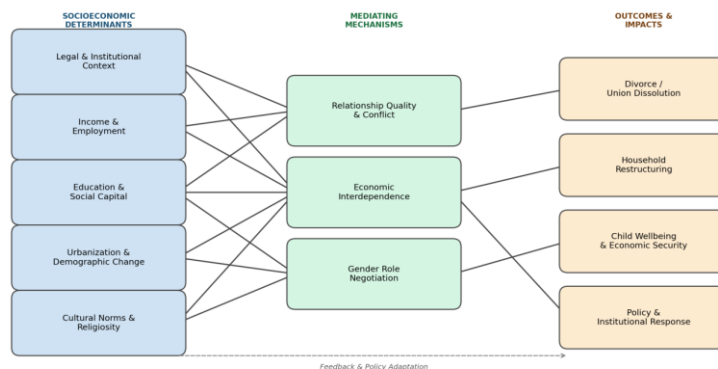 SOCIOECONOMIC
DETERMINANTS
Legal & Institutional
Context
Income &
Employment
Education &
Social Capital
Urbanization &
Demographic Change
Cultural Norms &
Religiosity
MEDIATING
MECHANISMS
Relationship Quality
& Conflict
Economic
Interdependence
Gender Role
Negotiation
OUTCOMES &
IMPACTS
Divorce /
Union Dissolution
Household
Restructuring
Child Wellbeing
& Economic Security
Policy &
Institutional Response
Feedback & Policy Adaptation